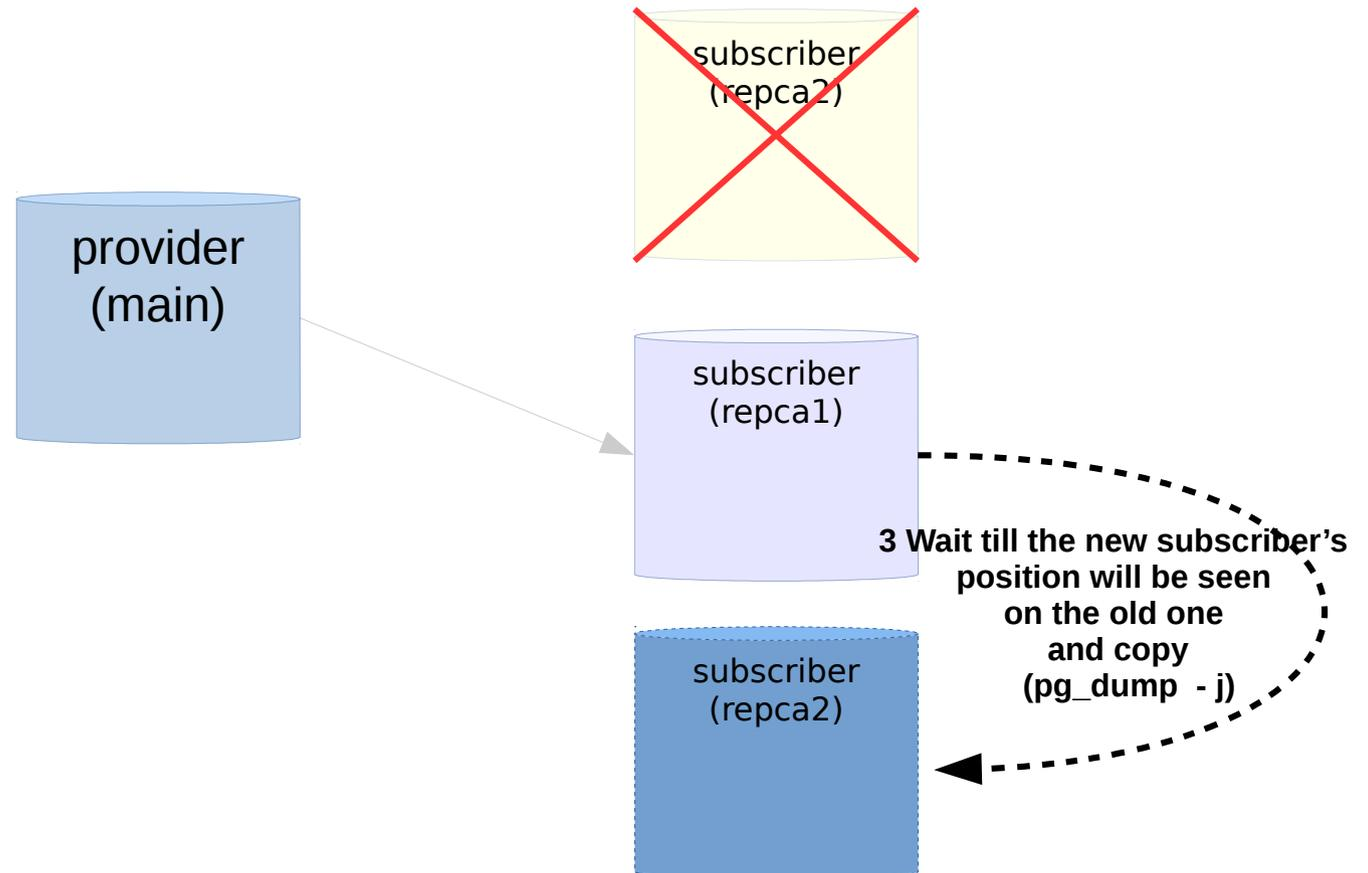 subscriber
(repca2)
provider
(main)
subscriber
(repca1)
3 Wait till the new subscriber’s
position will be seen
on the old one
and copy
(pg_dump  - j)
subscriber
(repca2)